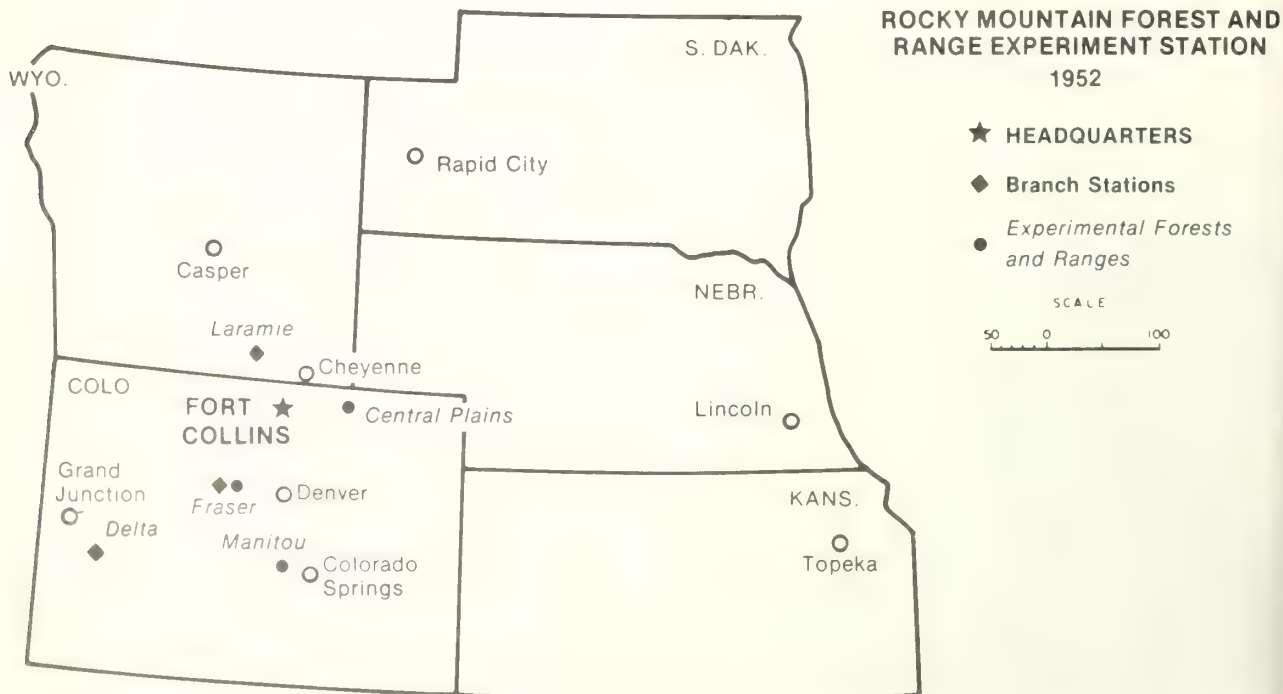 ROCKY MOUNTAIN FOREST AND
RANGE EXPERIMENT STATION
1952
HEADQUARTERS
Branch Stations
Experimental Forests
and Ranges
SCALE
50 0 100
WYO.
S. DAK.
Rapid City
Casper
Laramie
Cheyenne
NEBR.
Lincoln
COLO
FORT
COLLINS
Central Plains
Grand
Junction
Delta
Fraser
Denver
Manitou
Colorado
Springs
KANS.
Topeka